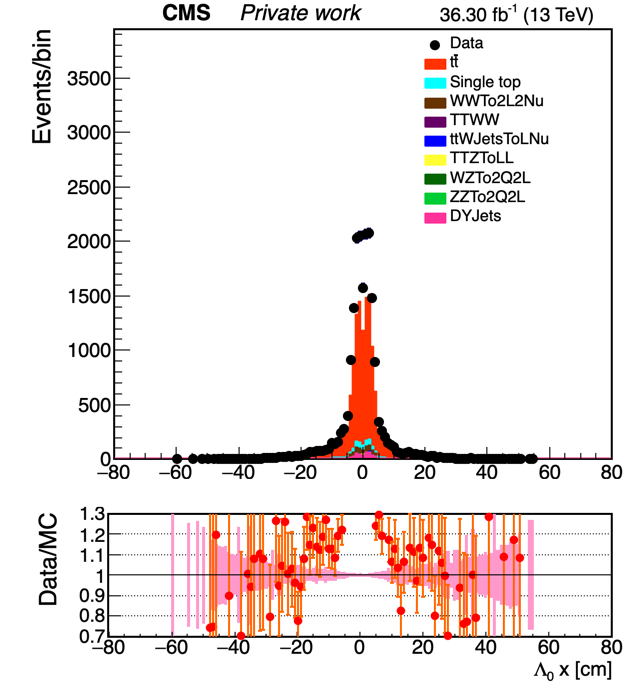 CMS Private work 36.30 fb⁻¹ (13 TeV)
Events/bin
3500
3000
2500
2000
1500
1000
500
0
Data
tt̄
Single top
WWTo2L2Nu
TTWW
ttWJetsToLNu
TTZToLL
WZTo2Q2L
ZZTo2Q2L
DYJets
−80 −60 −40 −20 0 20 40 60 80
Data/MC
1.3
1.2
1.1
1
0.9
0.8
0.7
−80 −60 −40 −20 0 20 40 60 80
Λ₀ x [cm]